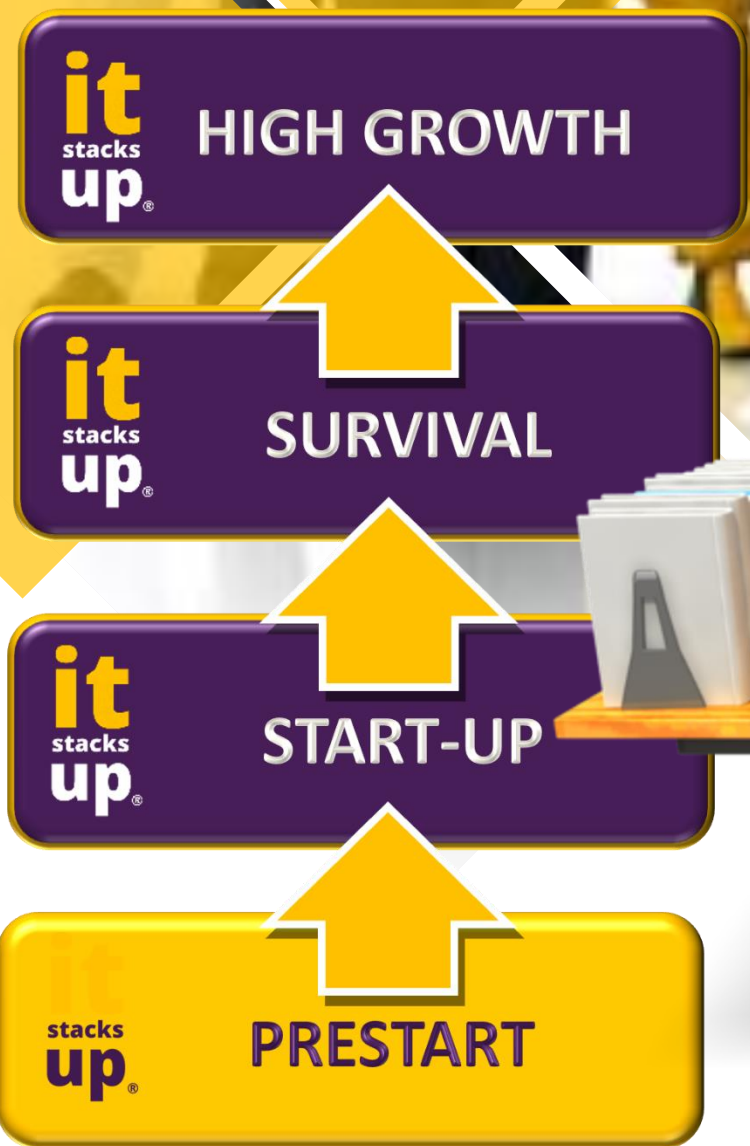 it
stacks
up®
HIGH GROWTH
it
stacks
up®
SURVIVAL
it
stacks
up®
START-UP
it
stacks
up®
PRESTART